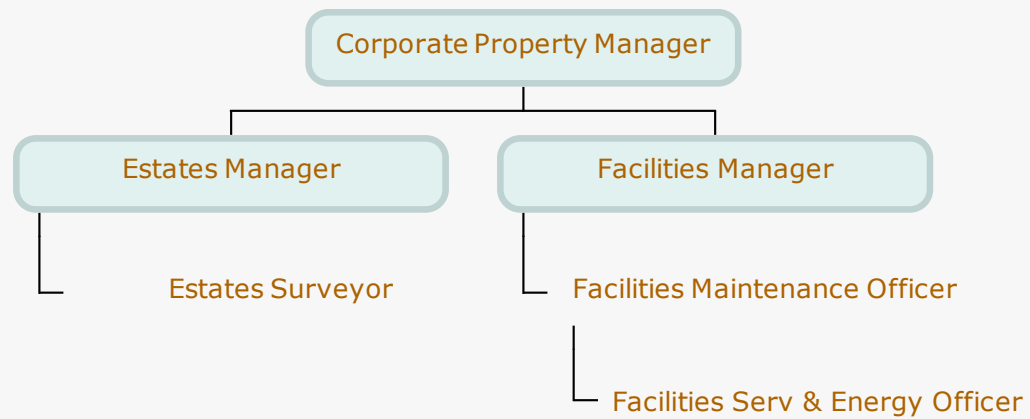 Corporate Property Manager
Estates Manager
Facilities Manager
Estates Surveyor
Facilities Maintenance Officer
Facilities Serv & Energy Officer